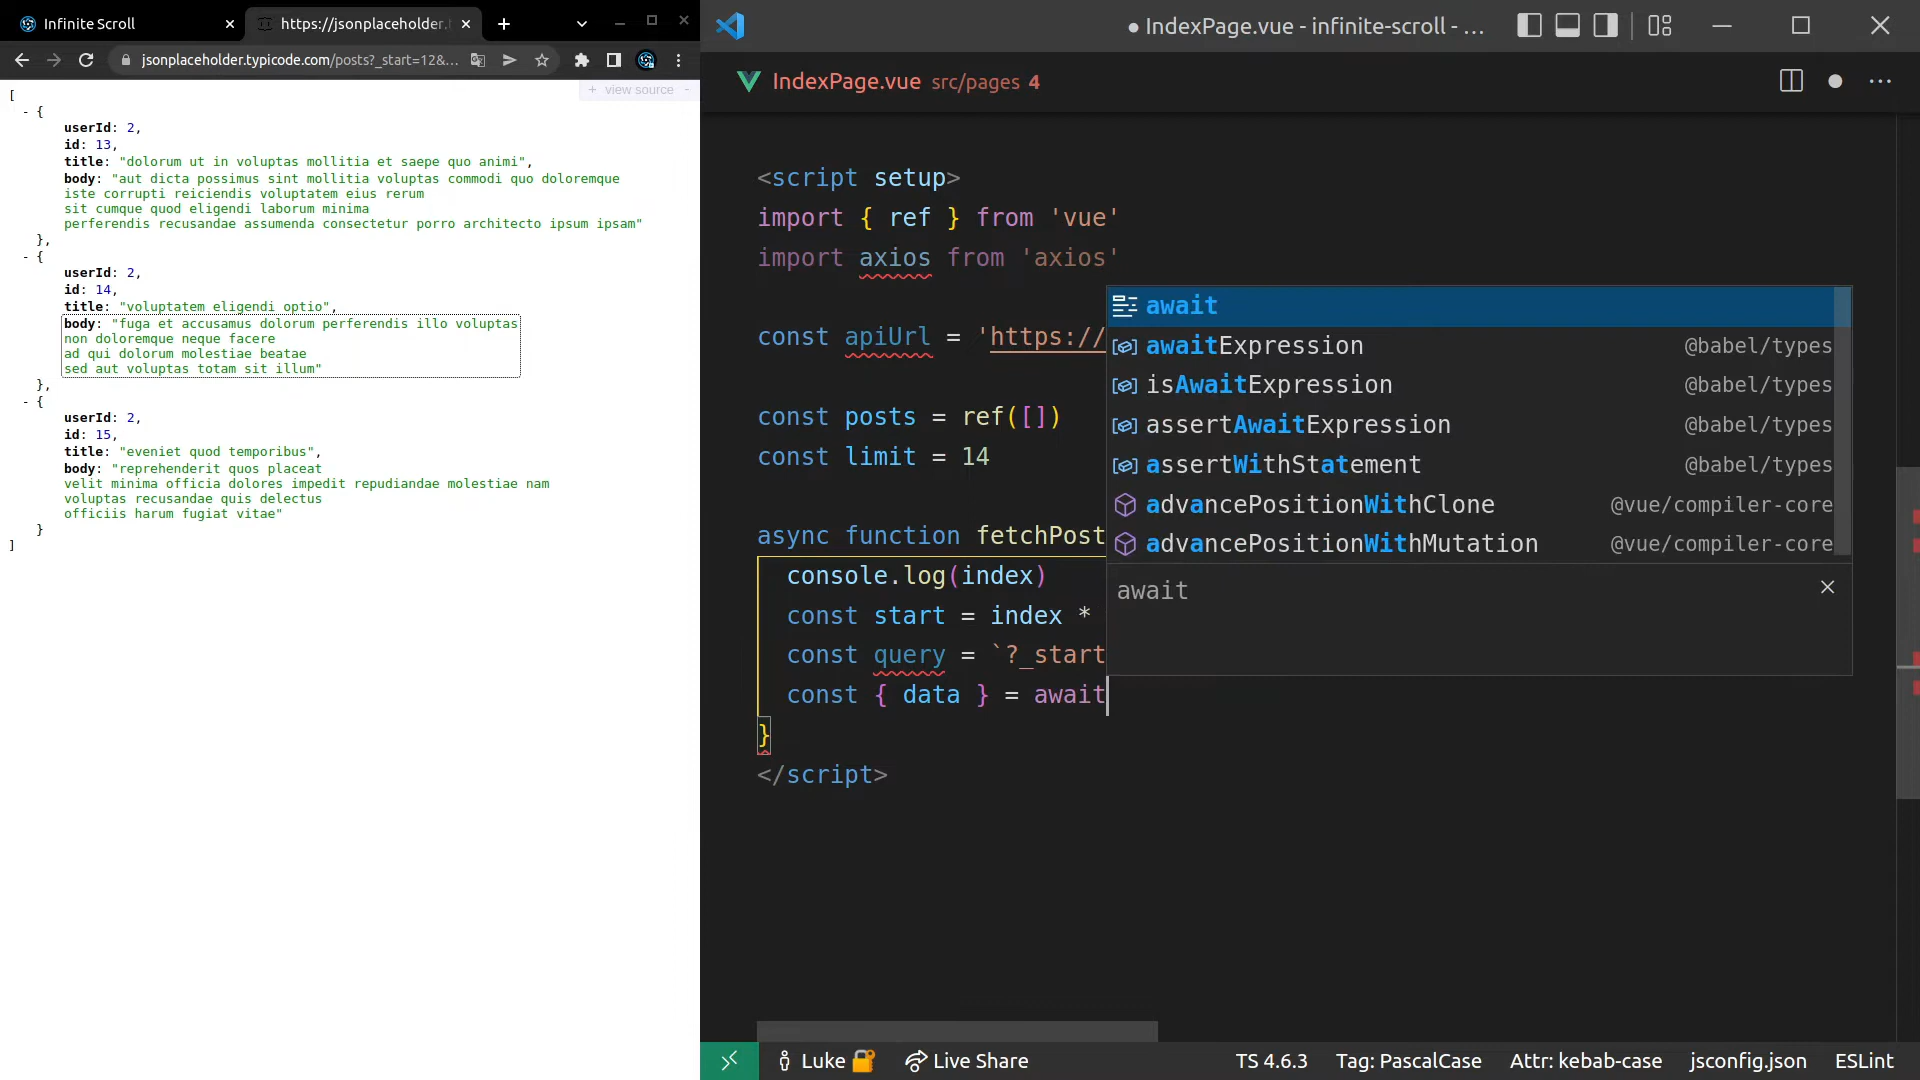 Infinite Scroll
https://jsonplaceholder.
jsonplaceholder.typicode.com/posts?_start=12&...
+ view source -
[
- {
userId: 2,
id: 13,
title: "dolorum ut in voluptas mollitia et saepe quo animi",
body: "aut dicta possimus sint mollitia voluptas commodi quo doloremque
iste corrupti reiciendis voluptatem eius rerum
sit cumque quod eligendi laborum minima
perferendis recusandae assumenda consectetur porro architecto ipsum ipsam"
},
- {
userId: 2,
id: 14,
title: "voluptatem eligendi optio",
body: "fuga et accusamus dolorum perferendis illo voluptas
non doloremque neque facere
ad qui dolorum molestiae beatae
sed aut voluptas totam sit illum"
},
- {
userId: 2,
id: 15,
title: "eveniet quod temporibus",
body: "reprehenderit quos placeat
velit minima officia dolores impedit repudiandae molestiae nam
voluptas recusandae quis delectus
officiis harum fugiat vitae"
}
]
● IndexPage.vue - infinite-scroll - ...
IndexPage.vue src/pages 4
<script setup>
import { ref } from 'vue'
import axios from 'axios'
const apiUrl = 'https://
const posts = ref([])
const limit = 14
async function fetchPost
console.log(index)
const start = index *
const query = `?_start
const { data } = await
}
</script>
await
awaitExpression @babel/types
isAwaitExpression @babel/types
assertAwaitExpression @babel/types
assertWithStatement @babel/types
advancePositionWithClone @vue/compiler-core
advancePositionWithMutation @vue/compiler-core
await
Luke
Live Share
TS 4.6.3
Tag: PascalCase
Attr: kebab-case
jsconfig.json
ESLint